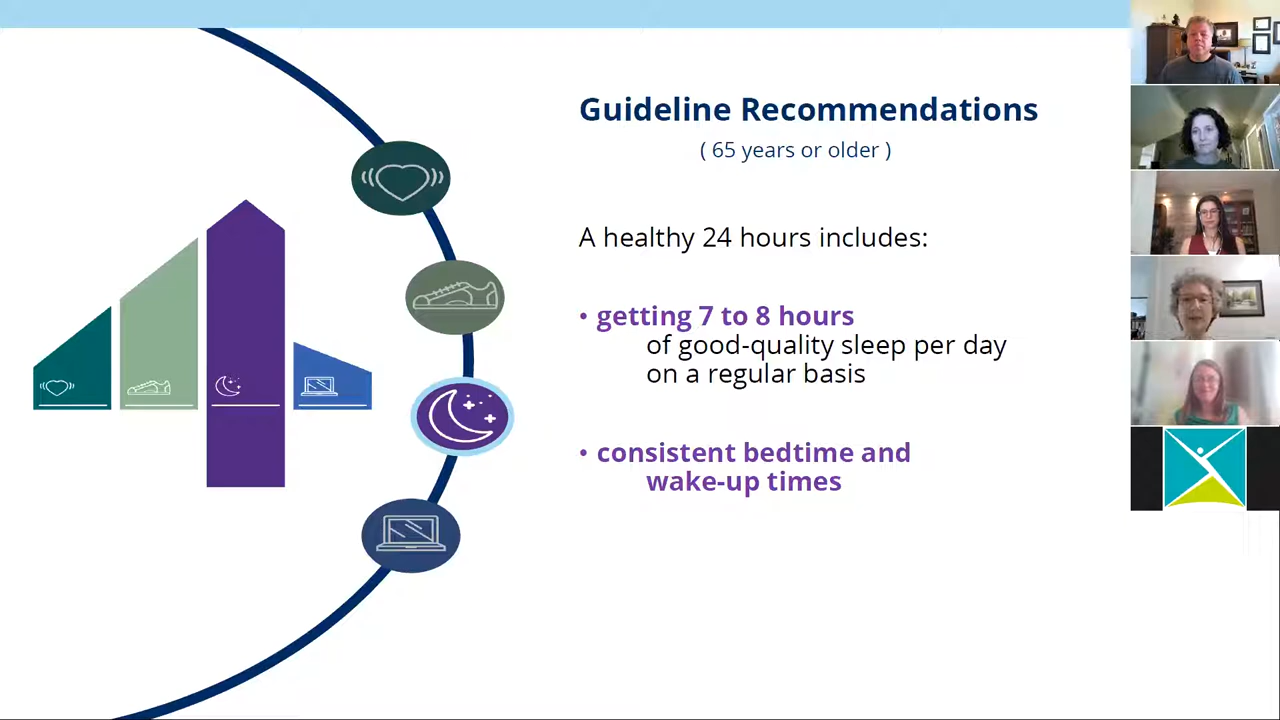 Guideline Recommendations
( 65 years or older )
A healthy 24 hours includes:
• getting 7 to 8 hours
of good-quality sleep per day
on a regular basis
• consistent bedtime and
wake-up times